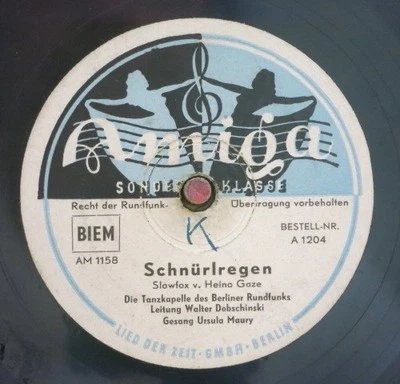 Amiga
SONDERKLASSE
Recht der Rundfunk- Übertragung vorbehalten
BIEM
BESTELL-NR.
A 1204
AM 1158
K
Schnürlregen
Slowfox v. Heino Gaze
Die Tanzkapelle des Berliner Rundfunks
Leitung Walter Dobschinski
Gesang Ursula Maury
LIED DER ZEIT·GMBH·BERLIN